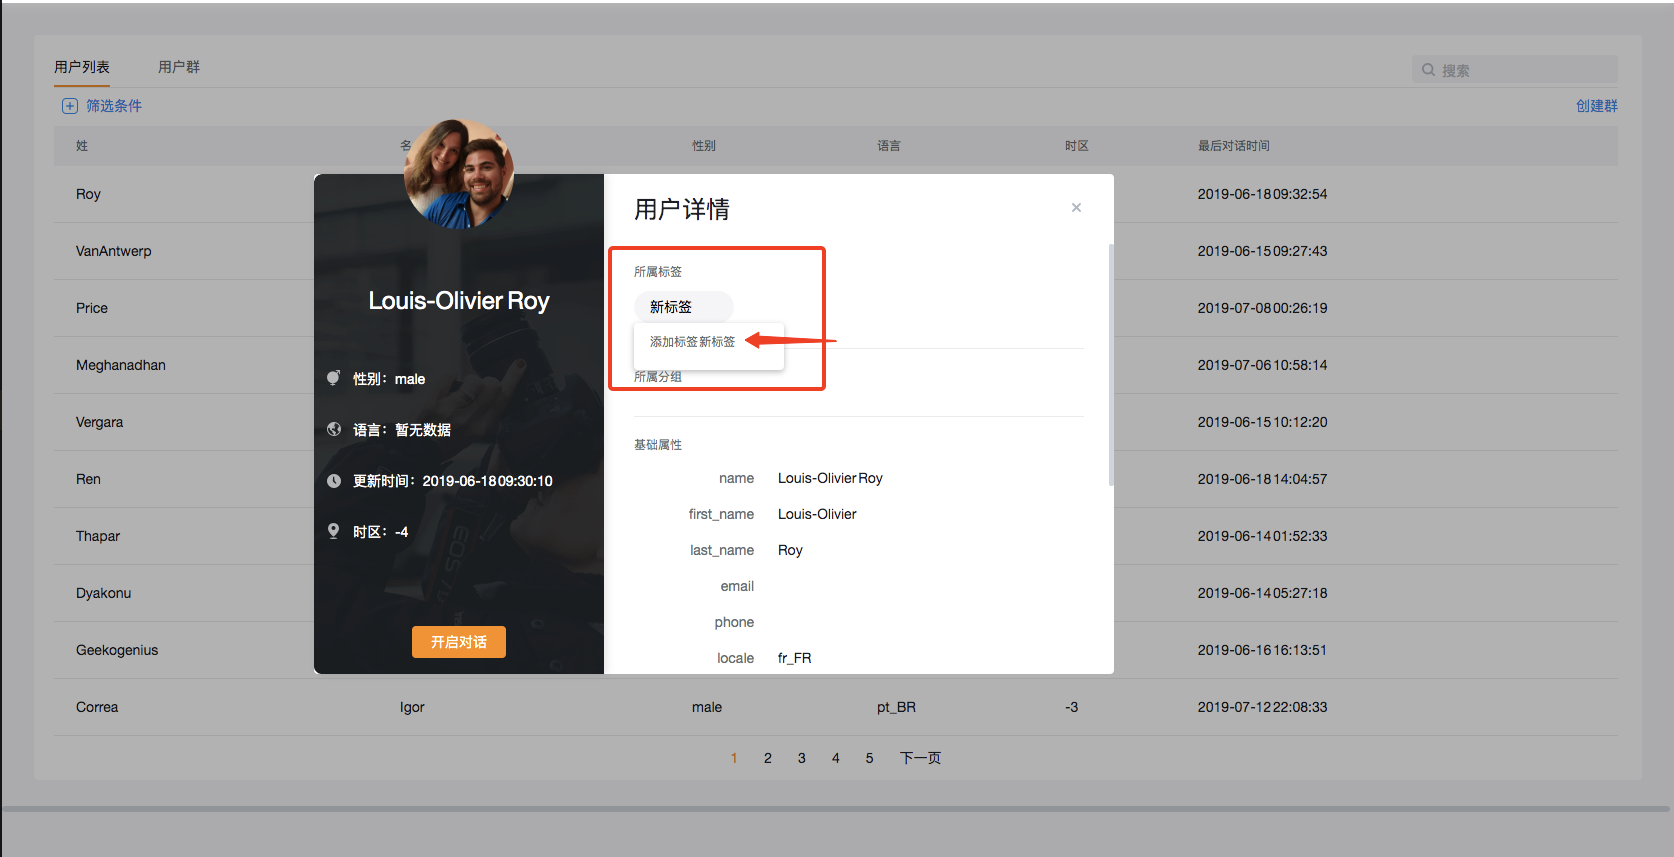 用户列表 用户群 搜索
筛选条件 创建群
姓 名 性别 语言 时区 最后对话时间
Roy 2019-06-18 09:32:54
VanAntwerp 2019-06-15 09:27:43
Price 2019-07-08 00:26:19
Meghanadhan 2019-07-06 10:58:14
Vergara 2019-06-15 10:12:20
Ren 2019-06-18 14:04:57
Thapar 2019-06-14 01:52:33
Dyakonu 2019-06-14 05:27:18
Geekogenius 2019-06-16 16:13:51
Correa Igor male pt_BR -3 2019-07-12 22:08:33
1 2 3 4 5 下一页
Louis-Olivier Roy
性别：male
语言：暂无数据
更新时间：2019-06-18 09:30:10
时区：-4
EOS
开启对话
用户详情 ×
所属标签
新标签
添加标签 新标签
所属分组
基础属性
name Louis-Olivier Roy
first_name Louis-Olivier
last_name Roy
email
phone
locale fr_FR